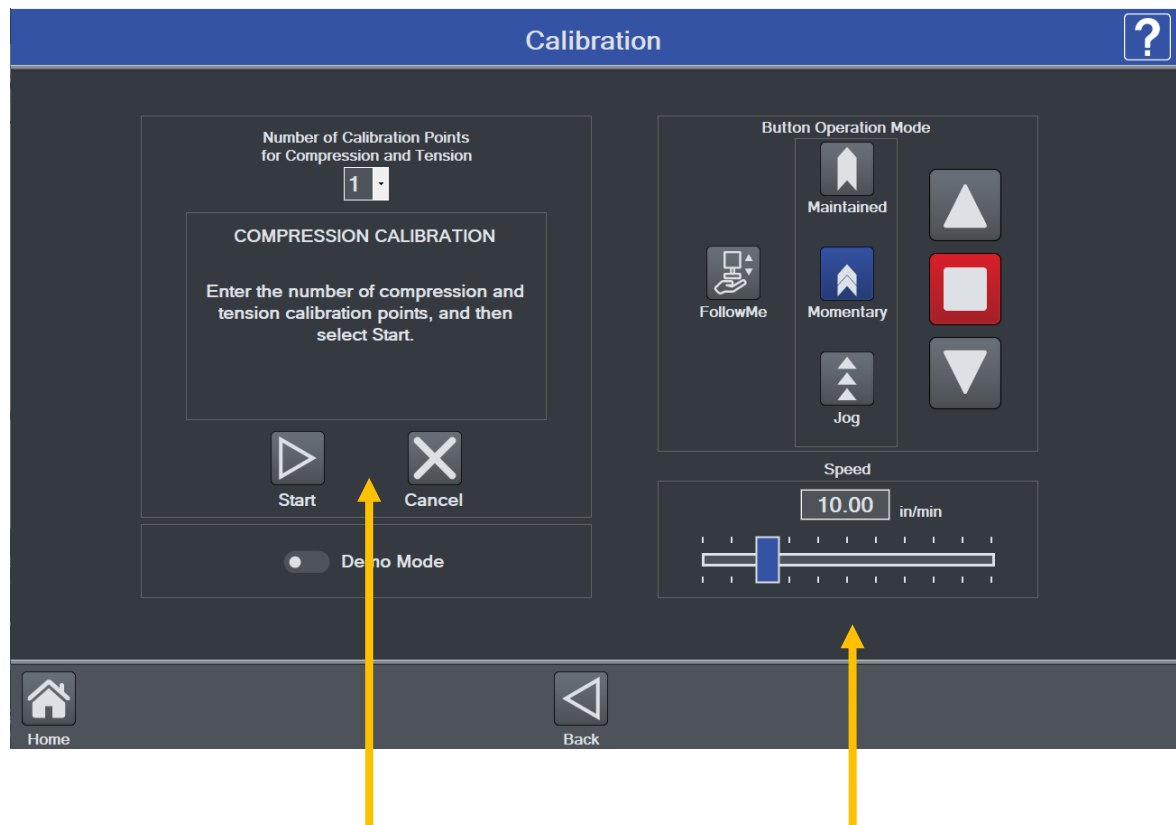 Calibration
?
Number of Calibration Points
for Compression and Tension
1
COMPRESSION CALIBRATION
Enter the number of compression and
tension calibration points, and then
select Start.
Start
Cancel
Demo Mode
Button Operation Mode
Maintained
FollowMe
Momentary
Jog
Speed
10.00 in/min
Home
Back